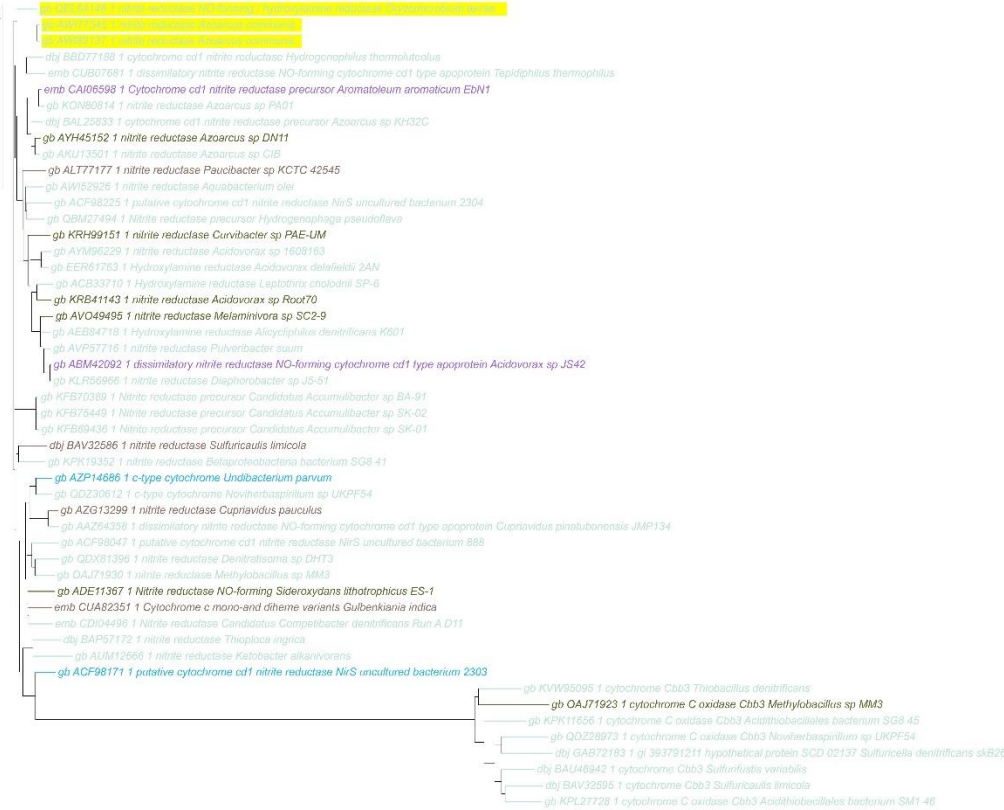 nitrite reductase NO-forming / hydroxylamine reductase
1 nitrite reductase Azoarcus communis
1 nitrite reductase Azoarcus communis
dbj BBD77188 1 cytochrome cd1 nitrite reductase Hydrogenophilus thermoluteolus
emb CUB07681 1 dissimilatory nitrite reductase NO-forming cytochrome cd1 type apoprotein Tepidiphilus thermophilus
emb CAI06598 1 Cytochrome cd1 nitrite reductase precursor Aromatoleum aromaticum EbN1
gb KON80814 1 nitrite reductase Azoarcus sp PA01
dbj BAL25833 1 cytochrome cd1 nitrite reductase precursor Azoarcus sp KH32C
gb AYH45152 1 nitrite reductase Azoarcus sp DN11
gb AKU13501 1 nitrite reductase Azoarcus sp CIB
gb ALT77177 1 nitrite reductase Paucibacter sp KCTC 42545
gb AWI52926 1 nitrite reductase Aquabacterium olei
gb ACF98225 1 putative cytochrome cd1 nitrite reductase NirS uncultured bacterium 2304
gb QBM27494 1 Nitrite reductase precursor Hydrogenophaga pseudoflava
gb KRH99151 1 nitrite reductase Curvibacter sp PAE-UM
gb AYM96229 1 nitrite reductase Acidovorax sp 1608163
gb EER61763 1 Hydroxylamine reductase Acidovorax delafieldii 2AN
gb ACB33710 1 Hydroxylamine reductase Leptothrix cholodnii SP-6
gb KRB41143 1 nitrite reductase Acidovorax sp Root70
gb AVO49495 1 nitrite reductase Melaminivora sp SC2-9
gb AEB84718 1 Hydroxylamine reductase Alicycliphilus denitrificans K601
gb AVP57716 1 nitrite reductase Pulveribacter suum
gb ABM42092 1 dissimilatory nitrite reductase NO-forming cytochrome cd1 type apoprotein Acidovorax sp JS42
gb KLR56966 1 nitrite reductase Diaphorobacter sp J5-51
gb KFB70389 1 Nitrite reductase precursor Candidatus Accumulibacter sp BA-91
gb KFB75449 1 Nitrite reductase precursor Candidatus Accumulibacter sp SK-02
gb KFB69436 1 Nitrite reductase precursor Candidatus Accumulibacter sp SK-01
dbj BAV32586 1 nitrite reductase Sulfuricaulis limicola
gb KPK19352 1 nitrite reductase Betaproteobacteria bacterium SG8 41
gb AZP14686 1 c-type cytochrome Undibacterium parvum
gb QDZ30612 1 c-type cytochrome Noviherbaspirillum sp UKPF54
gb AZG13299 1 nitrite reductase Cupriavidus pauculus
gb AAZ64358 1 dissimilatory nitrite reductase NO-forming cytochrome cd1 type apoprotein Cupriavidus pinatubonensis JMP134
gb ACF98047 1 putative cytochrome cd1 nitrite reductase NirS uncultured bacterium 888
gb QDX81396 1 nitrite reductase Denitratisoma sp DHT3
gb OAJ71930 1 nitrite reductase Methylobacillus sp MM3
gb ADE11367 1 Nitrite reductase NO-forming Sideroxydans lithotrophicus ES-1
emb CUA82351 1 Cytochrome c mono-and diheme variants Gulbenkiania indica
emb CDI04496 1 Nitrite reductase Candidatus Competibacter denitrificans Run A D11
dbj BAP57172 1 nitrite reductase Thioploca ingrica
gb AUM12666 1 nitrite reductase Ketobacter alkanivorans
gb ACF98171 1 putative cytochrome cd1 nitrite reductase NirS uncultured bacterium 2303
gb KVW95095 1 cytochrome Cbb3 Thiobacillus denitrificans
gb OAJ71923 1 cytochrome C oxidase Cbb3 Methylobacillus sp MM3
gb KPK11656 1 cytochrome C oxidase Cbb3 Acidithiobacillales bacterium SG8 45
gb QDZ28973 1 cytochrome C oxidase Cbb3 Noviherbaspirillum sp UKPF54
dbj GAB72183 1 gi 393791211 hypothetical protein SCD 02137 Sulfuricella denitrificans skB26
dbj BAU46942 1 cytochrome Cbb3 Sulfurifustis variabilis
dbj BAV32595 1 cytochrome Cbb3 Sulfuricaulis limicola
gb KPL27728 1 cytochrome C oxidase Cbb3 Acidithiobacillales bacterium SM1 46